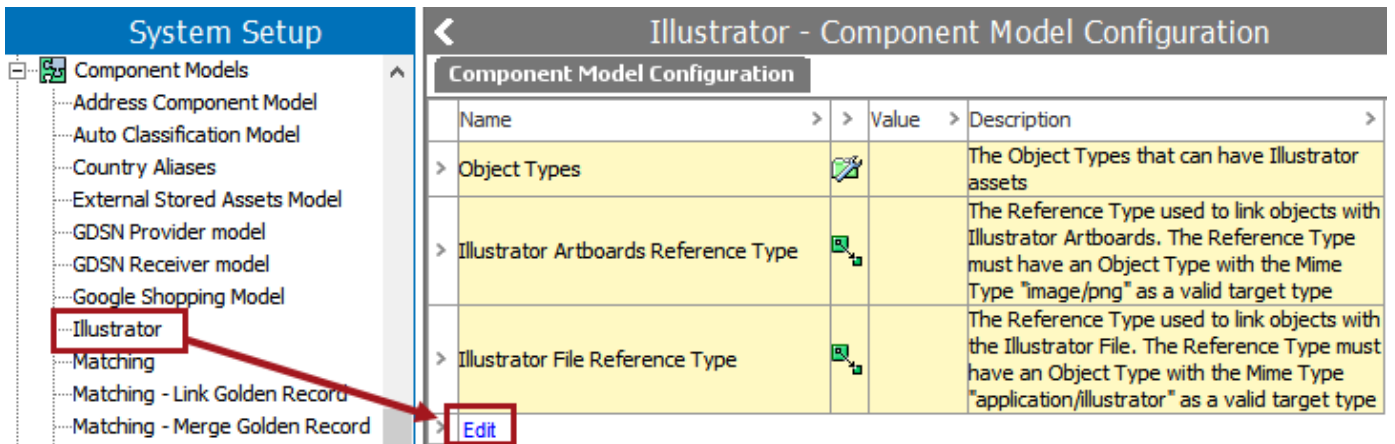 System Setup
Component Models
Address Component Model
Auto Classification Model
Country Aliases
External Stored Assets Model
GDSN Provider model
GDSN Receiver model
Google Shopping Model
Illustrator
Matching
Matching - Link Golden Record
Matching - Merge Golden Record
Illustrator - Component Model Configuration
Component Model Configuration
Name > > Value > Description >
> Object Types The Object Types that can have Illustrator
assets
The Reference Type used to link objects with
> Illustrator Artboards Reference Type Illustrator Artboards. The Reference Type
must have an Object Type with the Mime
Type "image/png" as a valid target type
The Reference Type used to link objects with
> Illustrator File Reference Type the Illustrator File. The Reference Type must
have an Object Type with the Mime Type
"application/illustrator" as a valid target type
> Edit